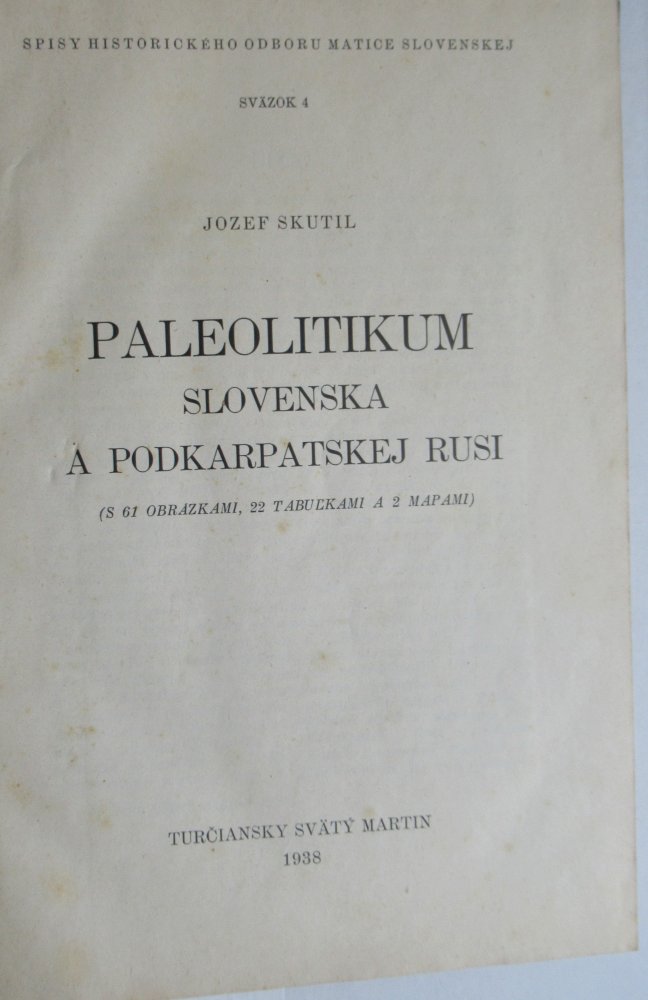 SPISY HISTORICKÉHO ODBORU MATICE SLOVENSKEJ
SVÄZOK 4
JOZEF SKUTIL
PALEOLITIKUM
SLOVENSKA
A PODKARPATSKEJ RUSI
(S 61 OBRÁZKAMI, 22 TABUĽKAMI A 2 MAPAMI)
TURČIANSKY SVÄTÝ MARTIN
1938